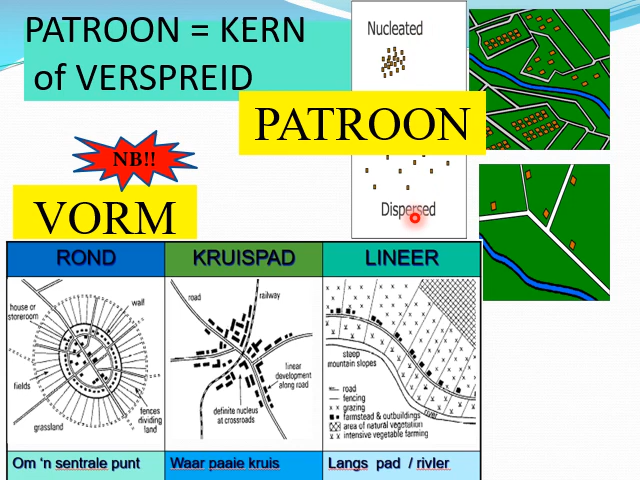 PATROON = KERN
of VERSPREID
Nucleated
PATROON
Dispersed
NB!!
VORM
ROND
KRUISPAD
LINEER
house or
storeroom
wall
fields
grassland
fences
dividing
land
road
railway
linear
development
along road
definite nucleus
at crossroads
steep
mountain slopes
river
road
fencing
grazing
farmstead & outbuildings
area of natural vegetation
intensive vegetable farming
Om ‘n sentrale punt
Waar paaie kruis
Langs pad / rivier